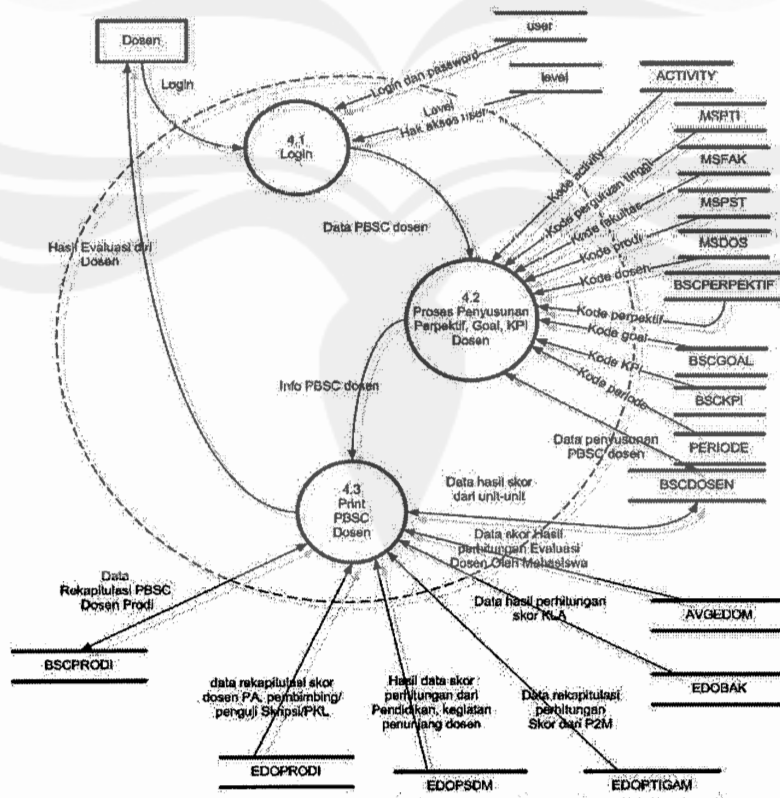 Dosen
user
Login
Login dan password
level
Level
Hak akses user
ACTIVITY
MSPTI
MSFAK
MSPST
MSDOS
BSCPERPEKTIF
4.1
Login
Kode activity
Kode perguruan tinggi
Kode fakultas
Kode prodi
Kode dosen
Kode perpektif
Kode goal
Kode KPI
Kode periode
Hasil Evaluasi diri
Dosen
Data PBSC dosen
4.2
Proses Penyusunan
Perpektif, Goal, KPI
Dosen
BSCGOAL
BSCKPI
PERIODE
BSCDOSEN
Info PBSC dosen
Data penyusunan
PBSC dosen
4.3
Print
PBSC
Dosen
Data hasil skor
dari unit-unit
Data skor Hasil
perhitungan Evaluasi
Dosen Oleh Mahasiswa
Data
Rekapitulasi PBSC
Dosen Prodi
Data hasil perhitungan
skor KLA
AVGEDOM
BSCPRODI
EDOBAK
data rekapitulasi skor
dosen PA, pembimbing/
penguji Skripsi/PKL
Hasil data skor
perhitungan dari
Pendidikan, kegiatan
penunjang dosen
Data rekapitulasi
perhitungan
Skor dari P2M
EDOPRODI
EDOPSDM
EDOPTIGAM